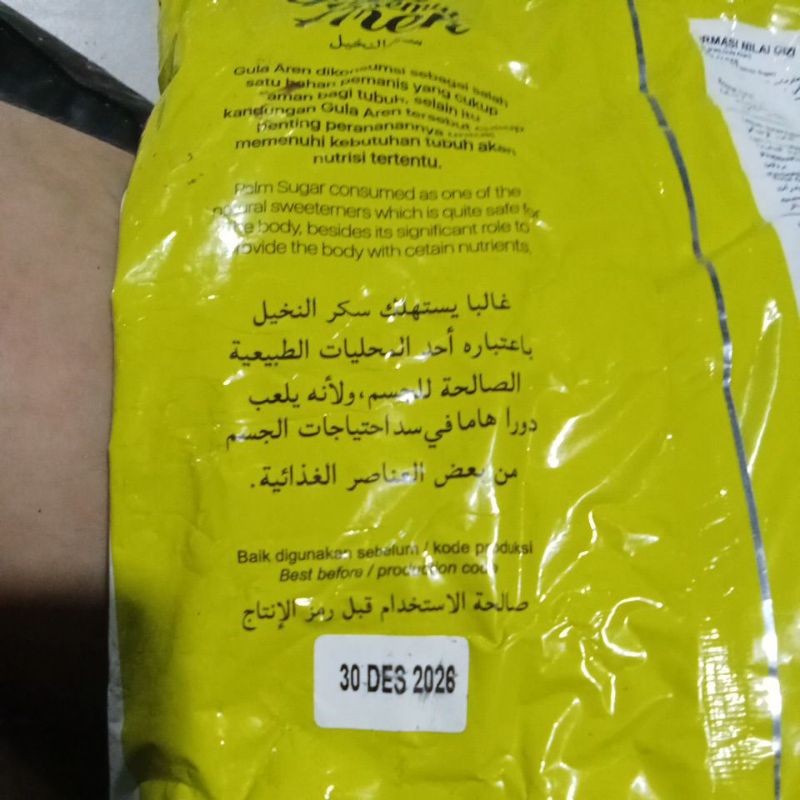 Aren
سكر النخيل
Gula Aren dikonsumsi sebagai salah
satu bahan pemanis yang cukup
aman bagi tubuh, selain itu
kandungan Gula Aren tersebut cukup
penting perananannya
memenuhi kebutuhan tubuh akan
nutrisi tertentu.
Palm Sugar consumed as one of the
natural sweeterners which is quite safe for
the body, besides its significant role to
provide the body with cetain nutrients.
غالبا يستهلك سكر النخيل
باعتباره أحد المحليات الطبيعية
الصالحة للجسم،ولأنه يلعب
دورا هاما في سد احتياجات الجسم
من بعض العناصر الغذائية.
Baik digunakan sebelum / kode produksi
Best before / production code
صالحة الاستخدام قبل رمز الإنتاج
30 DES 2026
NILAI GIZI